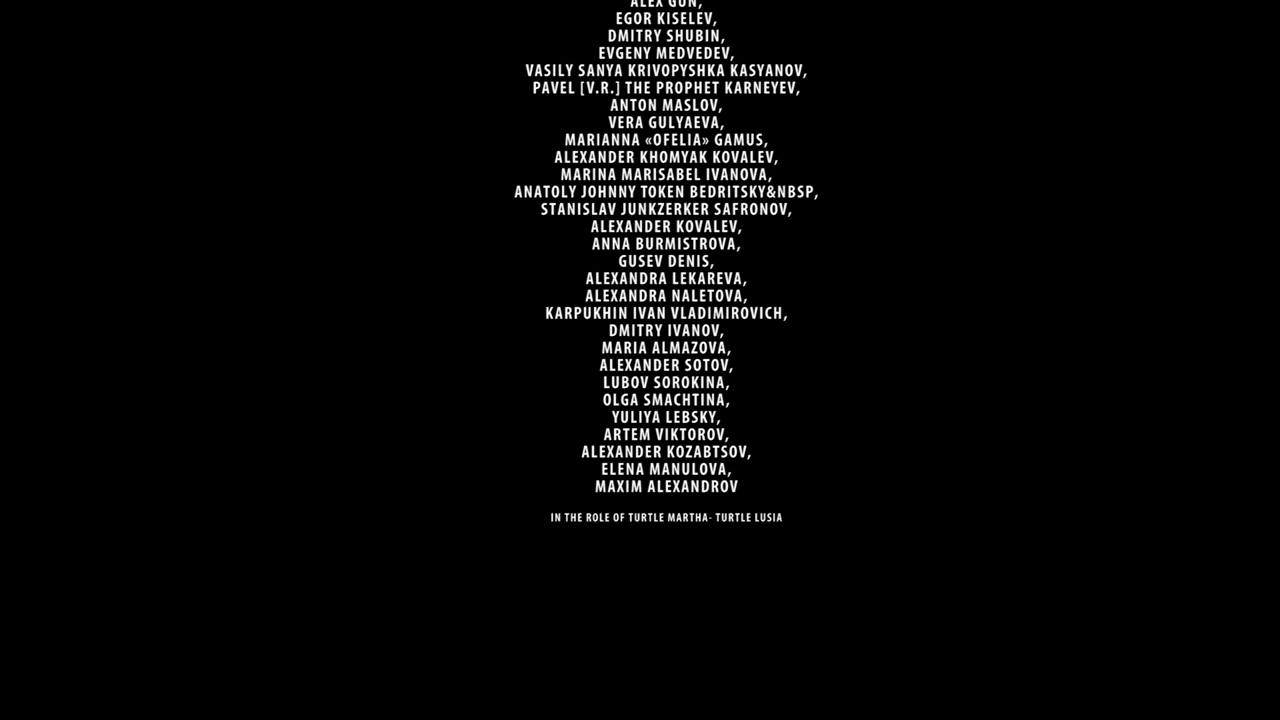 ALEX GUN,
EGOR KISELEV,
DMITRY SHUBIN,
EVGENY MEDVEDEV,
VASILY SANYA KRIVOPYSHKA KASYANOV,
PAVEL [V.R.] THE PROPHET KARNEYEV,
ANTON MASLOV,
VERA GULYAEVA,
MARIANNA «OFELIA» GAMUS,
ALEXANDER KHOMYAK KOVALEV,
MARINA MARISABEL IVANOVA,
ANATOLY JOHNNY TOKEN BEDRITSKY&NBSP,
STANISLAV JUNKZERKER SAFRONOV,
ALEXANDER KOVALEV,
ANNA BURMISTROVA,
GUSEV DENIS,
ALEXANDRA LEKAREVA,
ALEXANDRA NALETOVA,
KARPUKHIN IVAN VLADIMIROVICH,
DMITRY IVANOV,
MARIA ALMAZOVA,
ALEXANDER SOTOV,
LUBOV SOROKINA,
OLGA SMACHTINA,
YULIYA LEBSKY,
ARTEM VIKTOROV,
ALEXANDER KOZABTSOV,
ELENA MANULOVA,
MAXIM ALEXANDROV
IN THE ROLE OF TURTLE MARTHA- TURTLE LUSIA